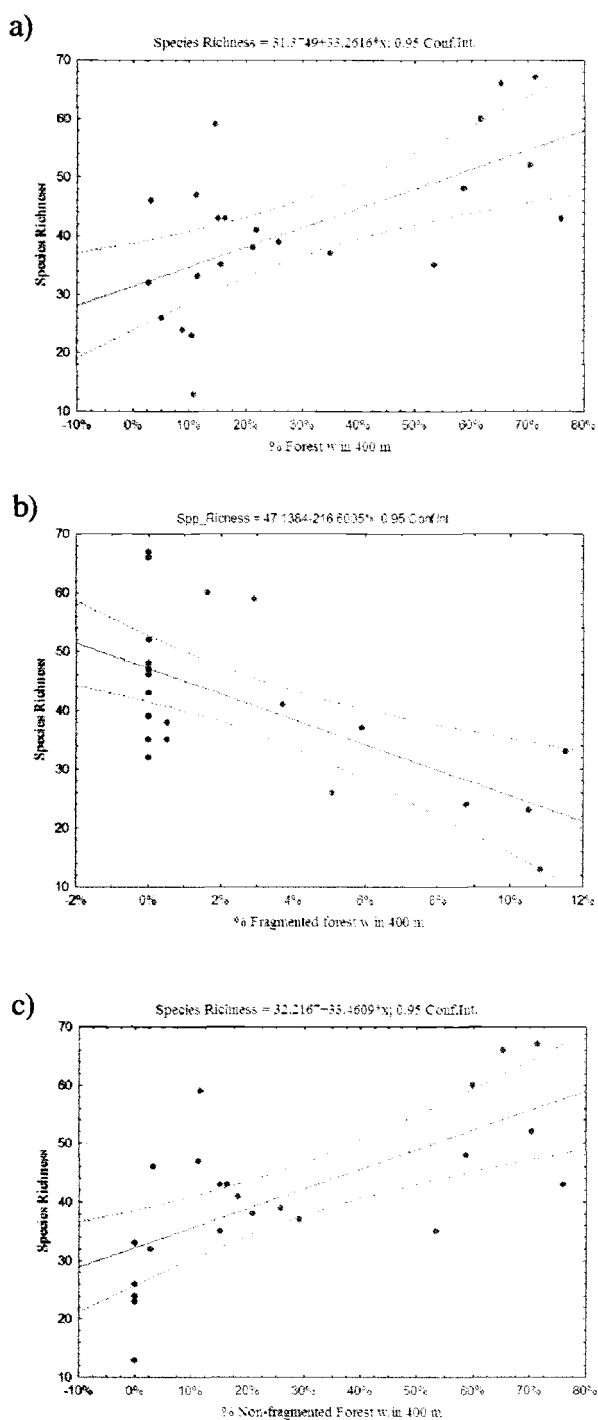 a)
Species Richness = 31.3749+33.2616*x; 0.95 Conf.Int.
Species Richness
70
60
50
40
30
20
10
-10% 0% 10% 20% 30% 40% 50% 60% 70% 80%
% Forest w in 400 m
b)
Spp_Richness = 47.1384-216.6035*x 0.95 Conf.Int
Species Richness
70
60
50
40
30
20
10
-2% 0% 2% 4% 6% 8% 10% 12%
% Fragmented forest w in 400 m
c)
Species Richness = 32.2167+33.4609*x; 0.95 Conf.Int.
Species Richness
70
60
50
40
30
20
10
-10% 0% 10% 20% 30% 40% 50% 60% 70% 80%
% Non-fragmented Forest w in 400 m